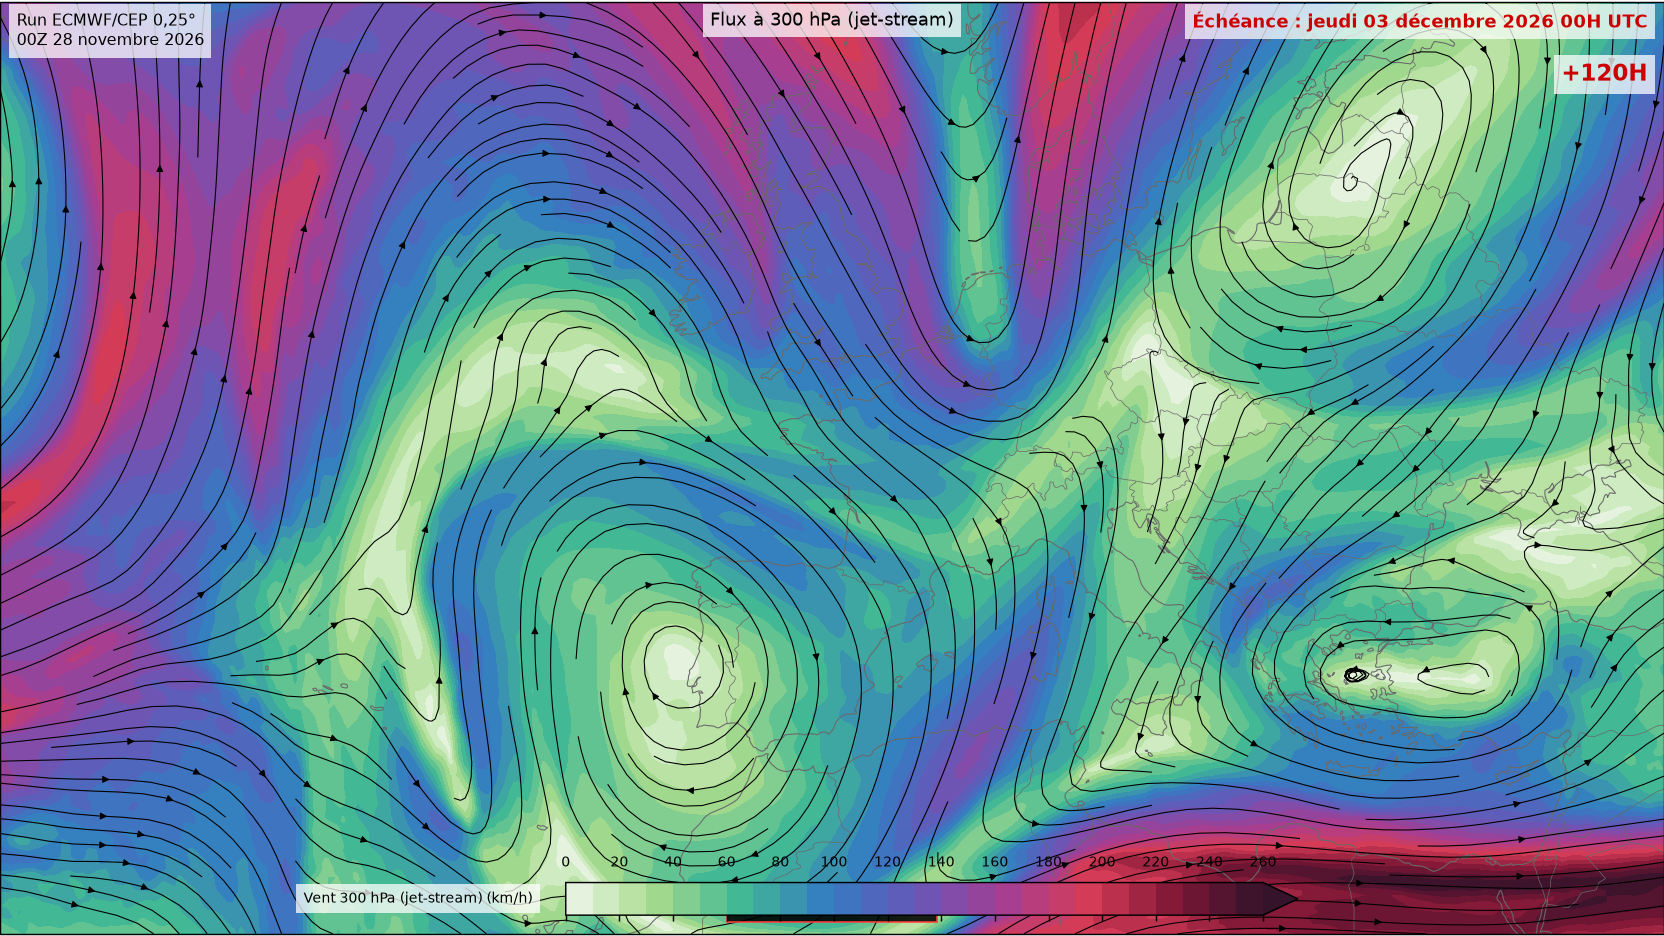 Run ECMWF/CEP 0,25°
00Z 28 novembre 2026
Flux à 300 hPa (jet-stream)
Échéance : jeudi 03 décembre 2026 00H UTC
+120H
0 20 40 60 80 100 120 140 160 180 200 220 240 260
Vent 300 hPa (jet-stream) (km/h)